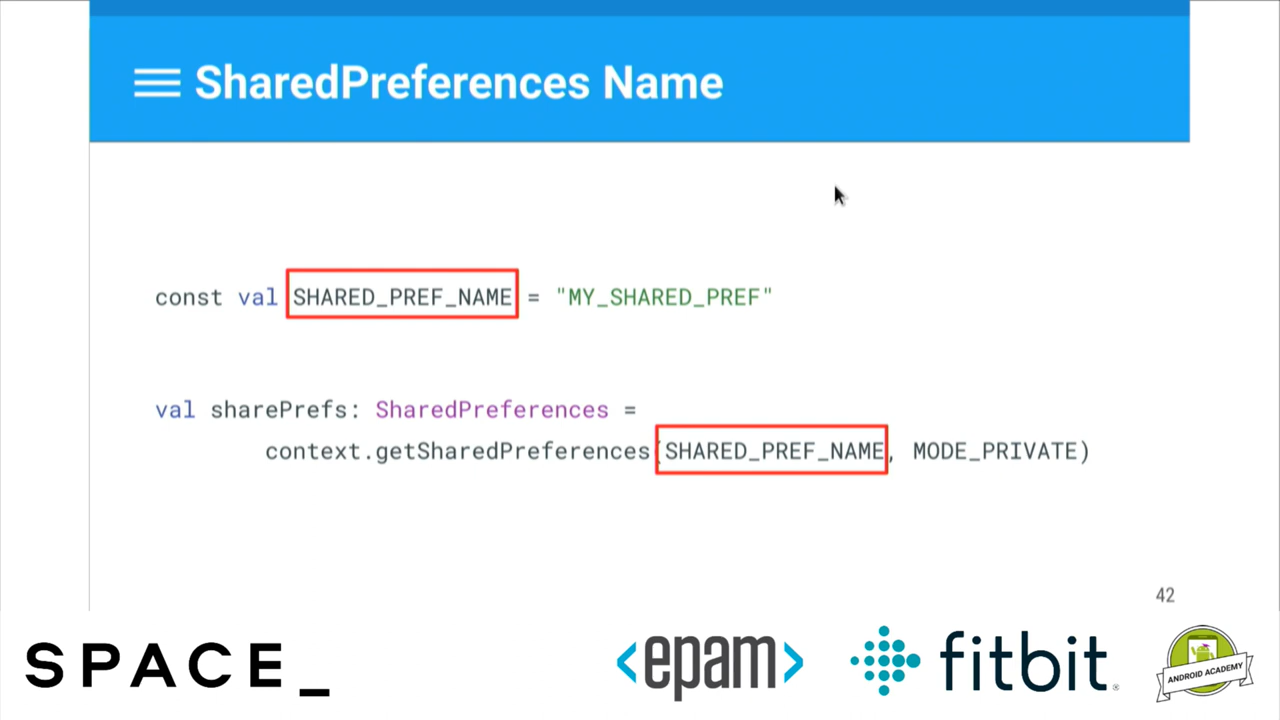 SharedPreferences Name
const val SHARED_PREF_NAME = "MY_SHARED_PREF"
val sharePrefs: SharedPreferences =
context.getSharedPreferences(SHARED_PREF_NAME, MODE_PRIVATE)
42
SPACE_
<epam>
fitbit®
ANDROID ACADEMY